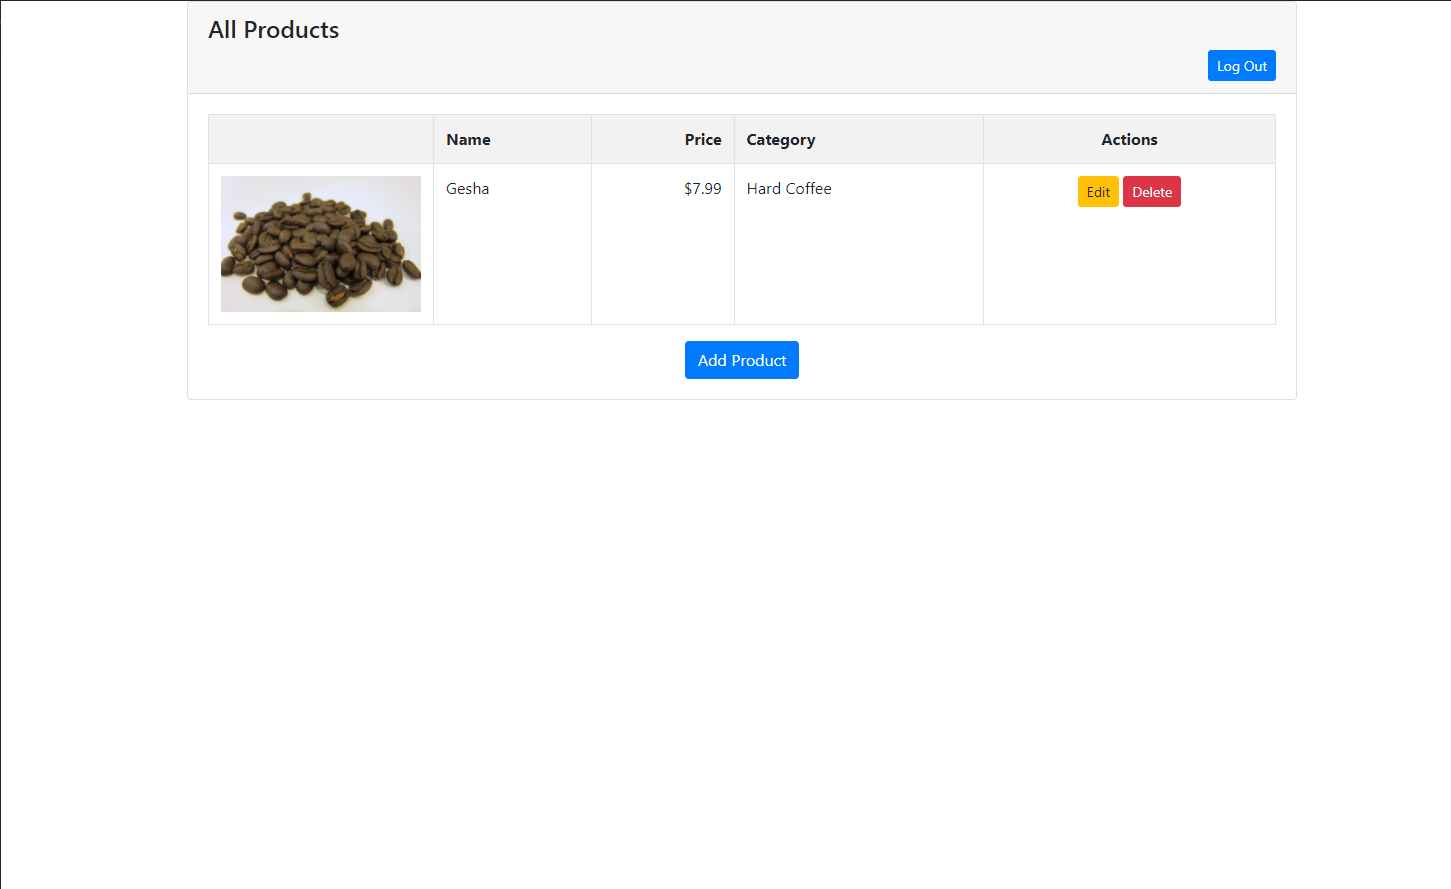 All Products
Log Out
Name Price Category Actions
Gesha $7.99 Hard Coffee Edit Delete
Add Product